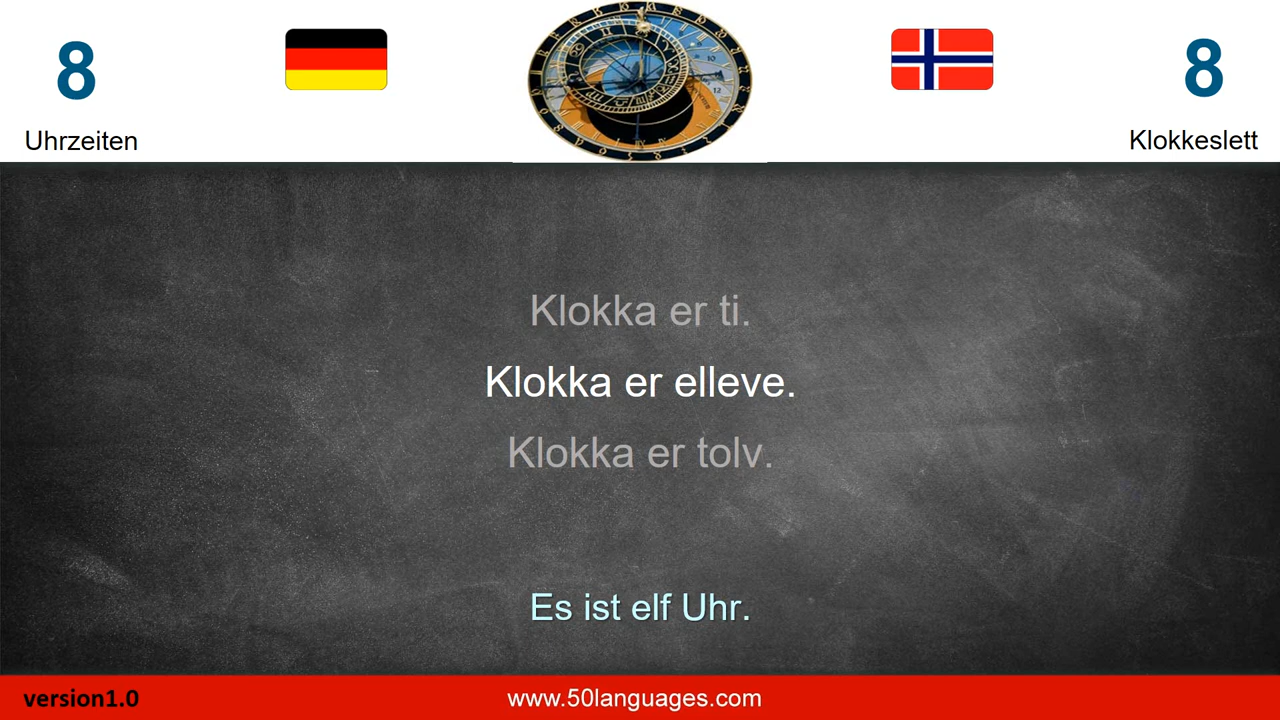 8
8
Uhrzeiten
Klokkeslett
Klokka er ti.
Klokka er elleve.
Klokka er tolv.
Es ist elf Uhr.
version1.0
www.50languages.com